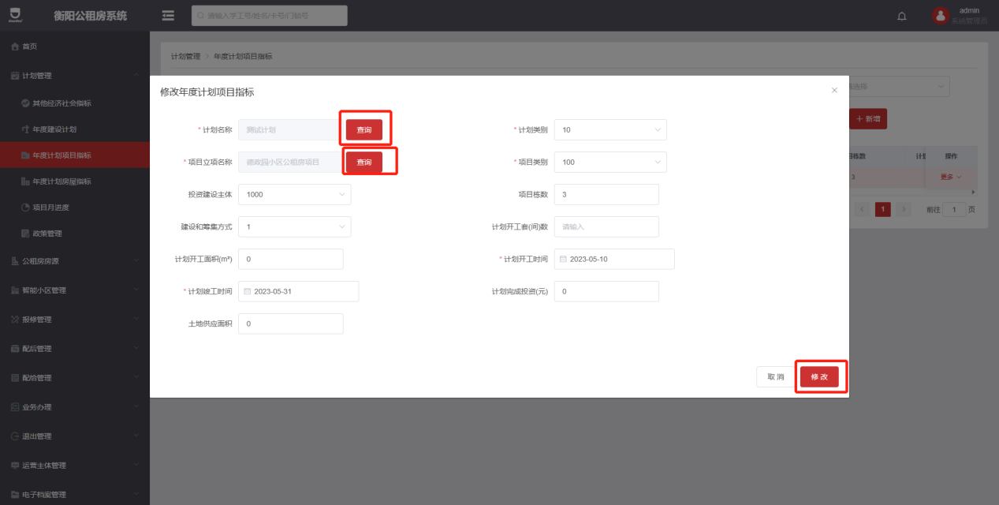 衡阳公租房系统
请输入学工号/姓名/卡号/门锁号
admin
系统管理员
首页
计划管理
其他经济社会指标
年度建设计划
年度计划项目指标
年度计划房屋指标
项目月进度
政策管理
公租房房源
智能小区管理
报修管理
配后管理
配给管理
业务办理
退出管理
运营主体管理
电子档案管理
计划管理 > 年度计划项目指标
修改年度计划项目指标
* 计划名称 测试计划 查询
* 计划类别 10
* 项目立项名称 德政园小区公租房项目 查询
* 项目类别 100
投资建设主体 1000
项目栋数 3
建设和筹集方式 1
计划开工套(间)数 请输入
计划开工面积(m²) 0
* 计划开工时间 2023-05-10
* 计划竣工时间 2023-05-31
计划完成投资(元) 0
土地供应面积 0
取消 修改
选择
+ 新增
栋数 计划 操作
3 更多
1 前往 1 页